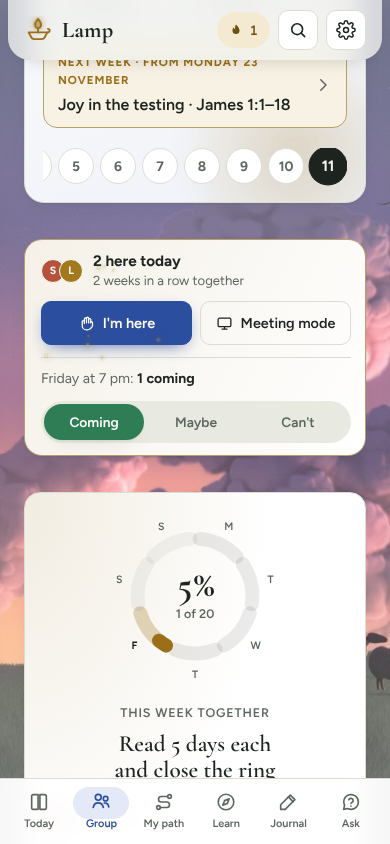 Lamp
1
NEXT WEEK · FROM MONDAY 23
NOVEMBER
Joy in the testing · James 1:1–18
5 6 7 8 9 10 11
S L
2 here today
2 weeks in a row together
I'm here
Meeting mode
Friday at 7 pm: 1 coming
Coming Maybe Can't
S M
S T
5%
1 of 20
F W
T
THIS WEEK TOGETHER
Read 5 days each
and close the ring
Today Group My path Learn Journal Ask